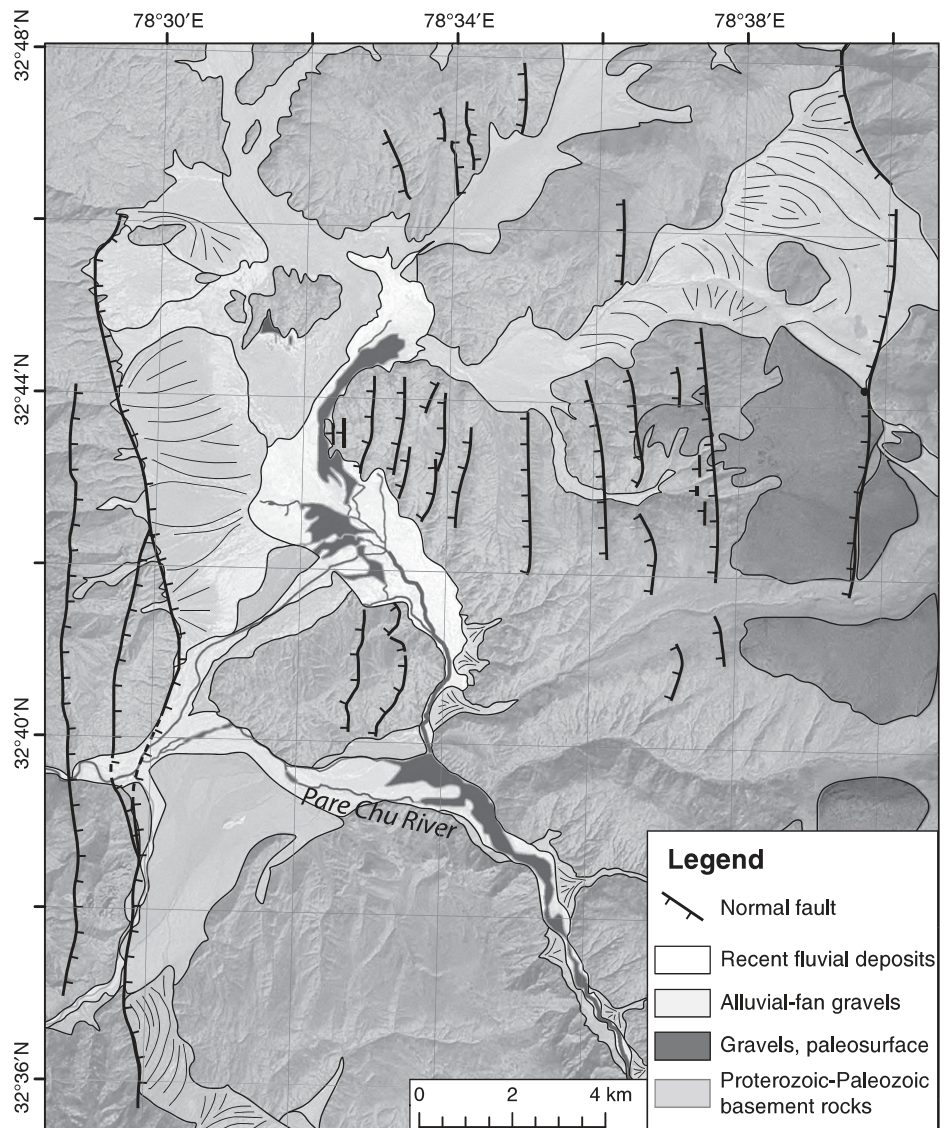 78°30′E 78°34′E 78°38′E
32°48′N
32°44′N
32°40′N
32°36′N
Pare Chu River
Legend
Normal fault
Recent fluvial deposits
Alluvial-fan gravels
Gravels, paleosurface
Proterozoic-Paleozoic
basement rocks
0 2 4 km